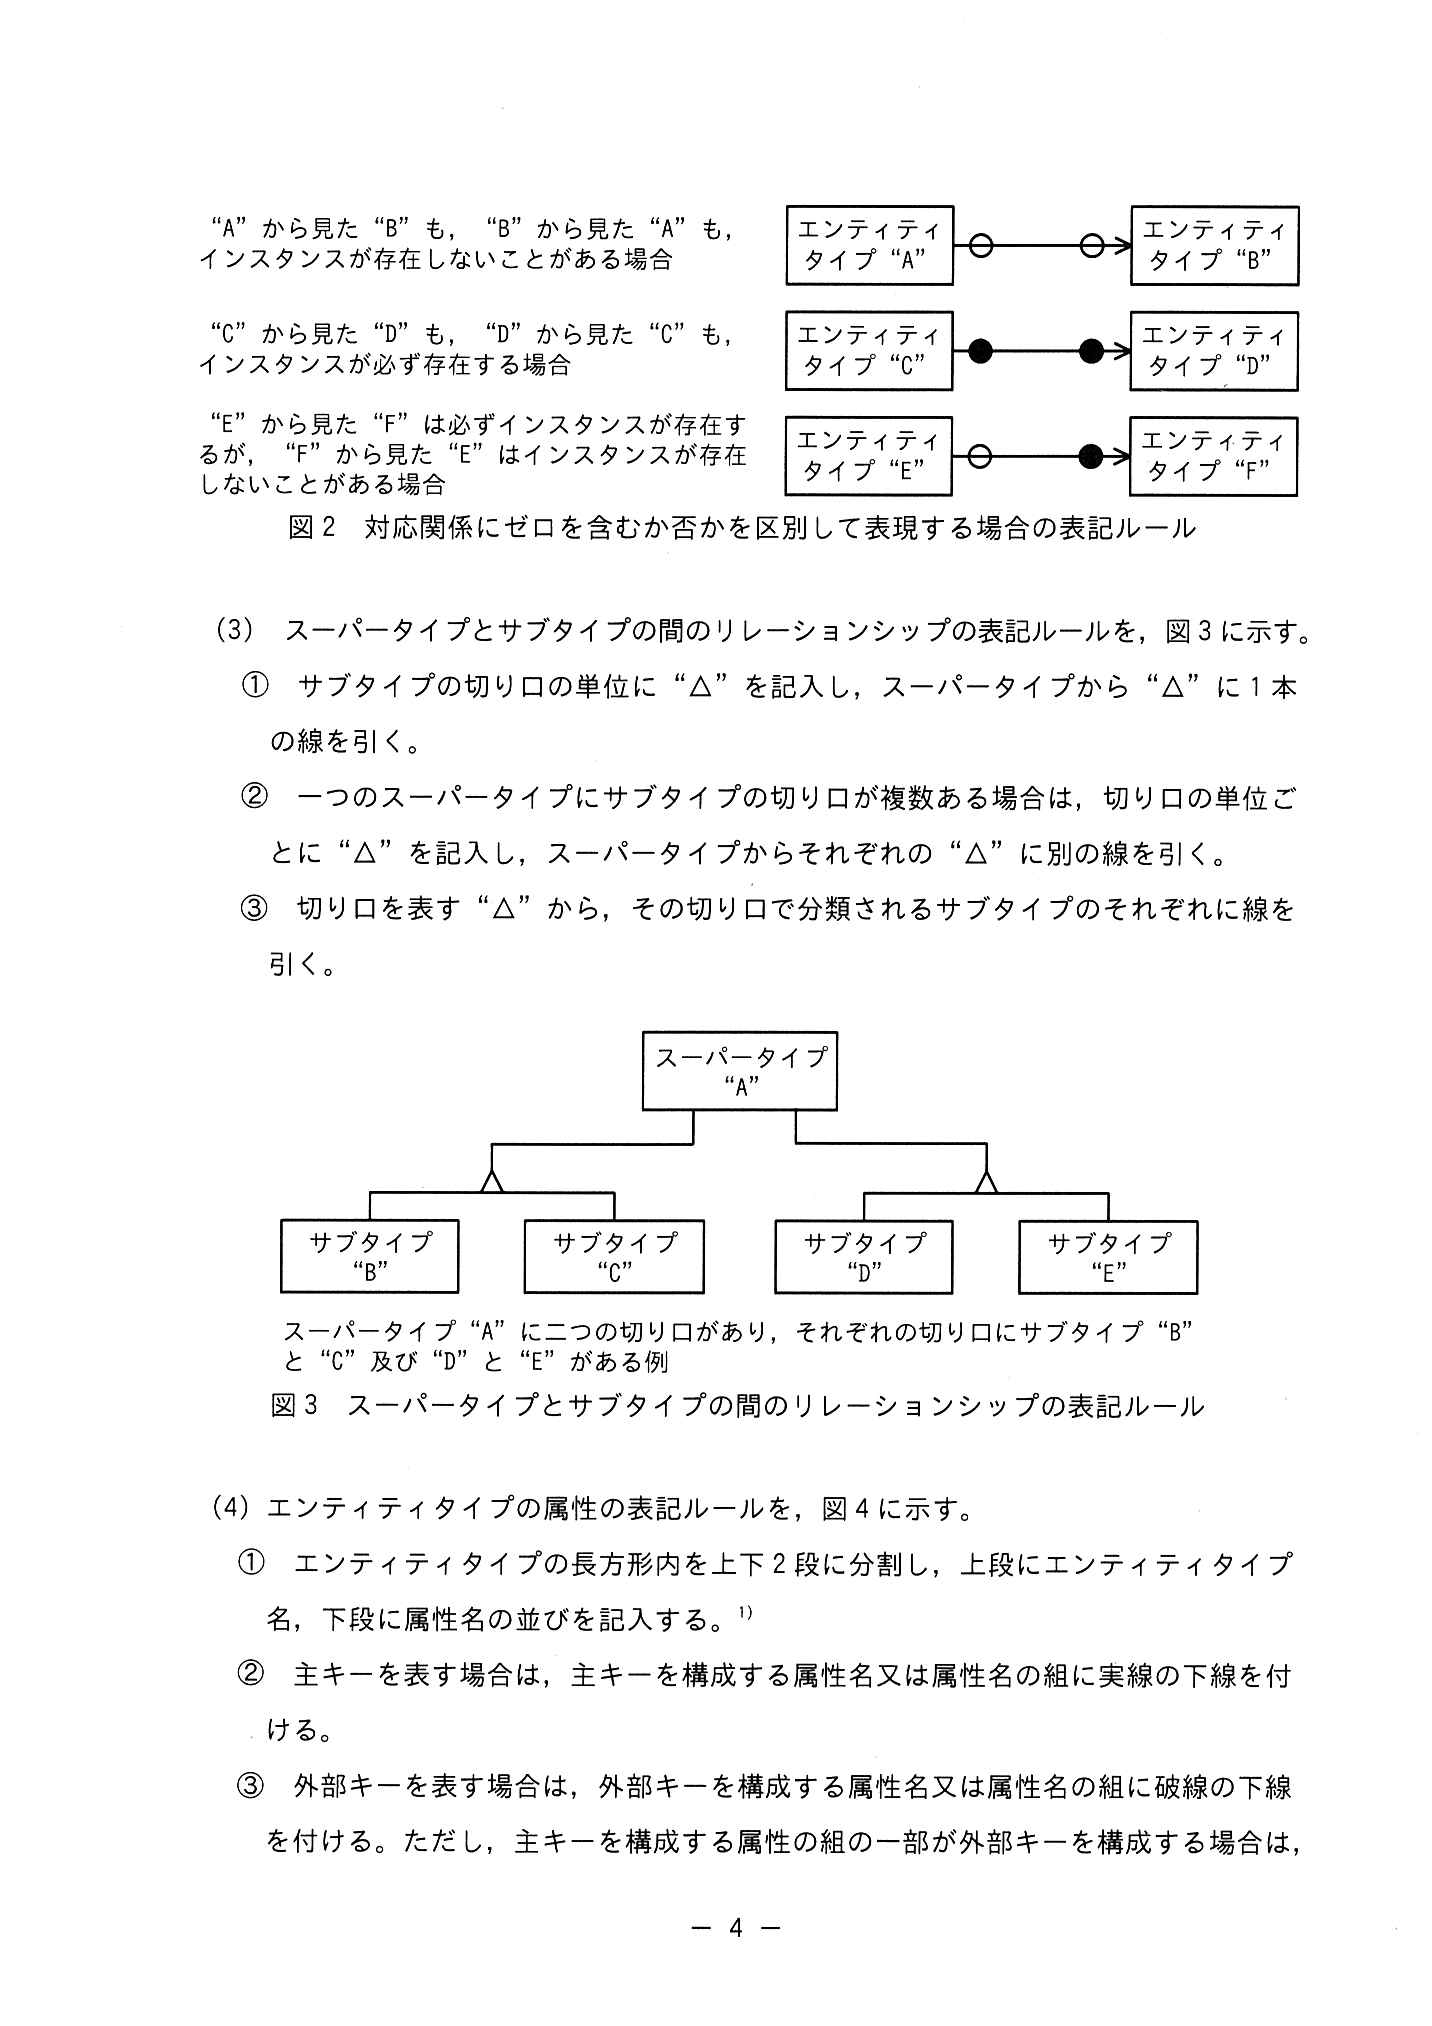 “A”から見た“B”も，“B”から見た“A”も，
インスタンスが存在しないことがある場合
エンティティ
タイプ“A”
エンティティ
タイプ“B”
“C”から見た“D”も，“D”から見た“C”も，
インスタンスが必ず存在する場合
エンティティ
タイプ“C”
エンティティ
タイプ“D”
“E”から見た“F”は必ずインスタンスが存在す
るが，“F”から見た“E”はインスタンスが存在
しないことがある場合
エンティティ
タイプ“E”
エンティティ
タイプ“F”
図2　対応関係にゼロを含むか否かを区別して表現する場合の表記ルール
(3)　スーパータイプとサブタイプの間のリレーションシップの表記ルールを，図3に示す。
①　サブタイプの切り口の単位に“△”を記入し，スーパータイプから“△”に1本
の線を引く。
②　一つのスーパータイプにサブタイプの切り口が複数ある場合は，切り口の単位ご
とに“△”を記入し，スーパータイプからそれぞれの“△”に別の線を引く。
③　切り口を表す“△”から，その切り口で分類されるサブタイプのそれぞれに線を
引く。
スーパータイプ
“A”
サブタイプ
“B”
サブタイプ
“C”
サブタイプ
“D”
サブタイプ
“E”
スーパータイプ“A”に二つの切り口があり，それぞれの切り口にサブタイプ“B”
と“C”及び“D”と“E”がある例
図3　スーパータイプとサブタイプの間のリレーションシップの表記ルール
(4) エンティティタイプの属性の表記ルールを，図4に示す。
①　エンティティタイプの長方形内を上下2段に分割し，上段にエンティティタイプ
名，下段に属性名の並びを記入する。1)
②　主キーを表す場合は，主キーを構成する属性名又は属性名の組に実線の下線を付
ける。
③　外部キーを表す場合は，外部キーを構成する属性名又は属性名の組に破線の下線
を付ける。ただし，主キーを構成する属性の組の一部が外部キーを構成する場合は，
－ 4 －